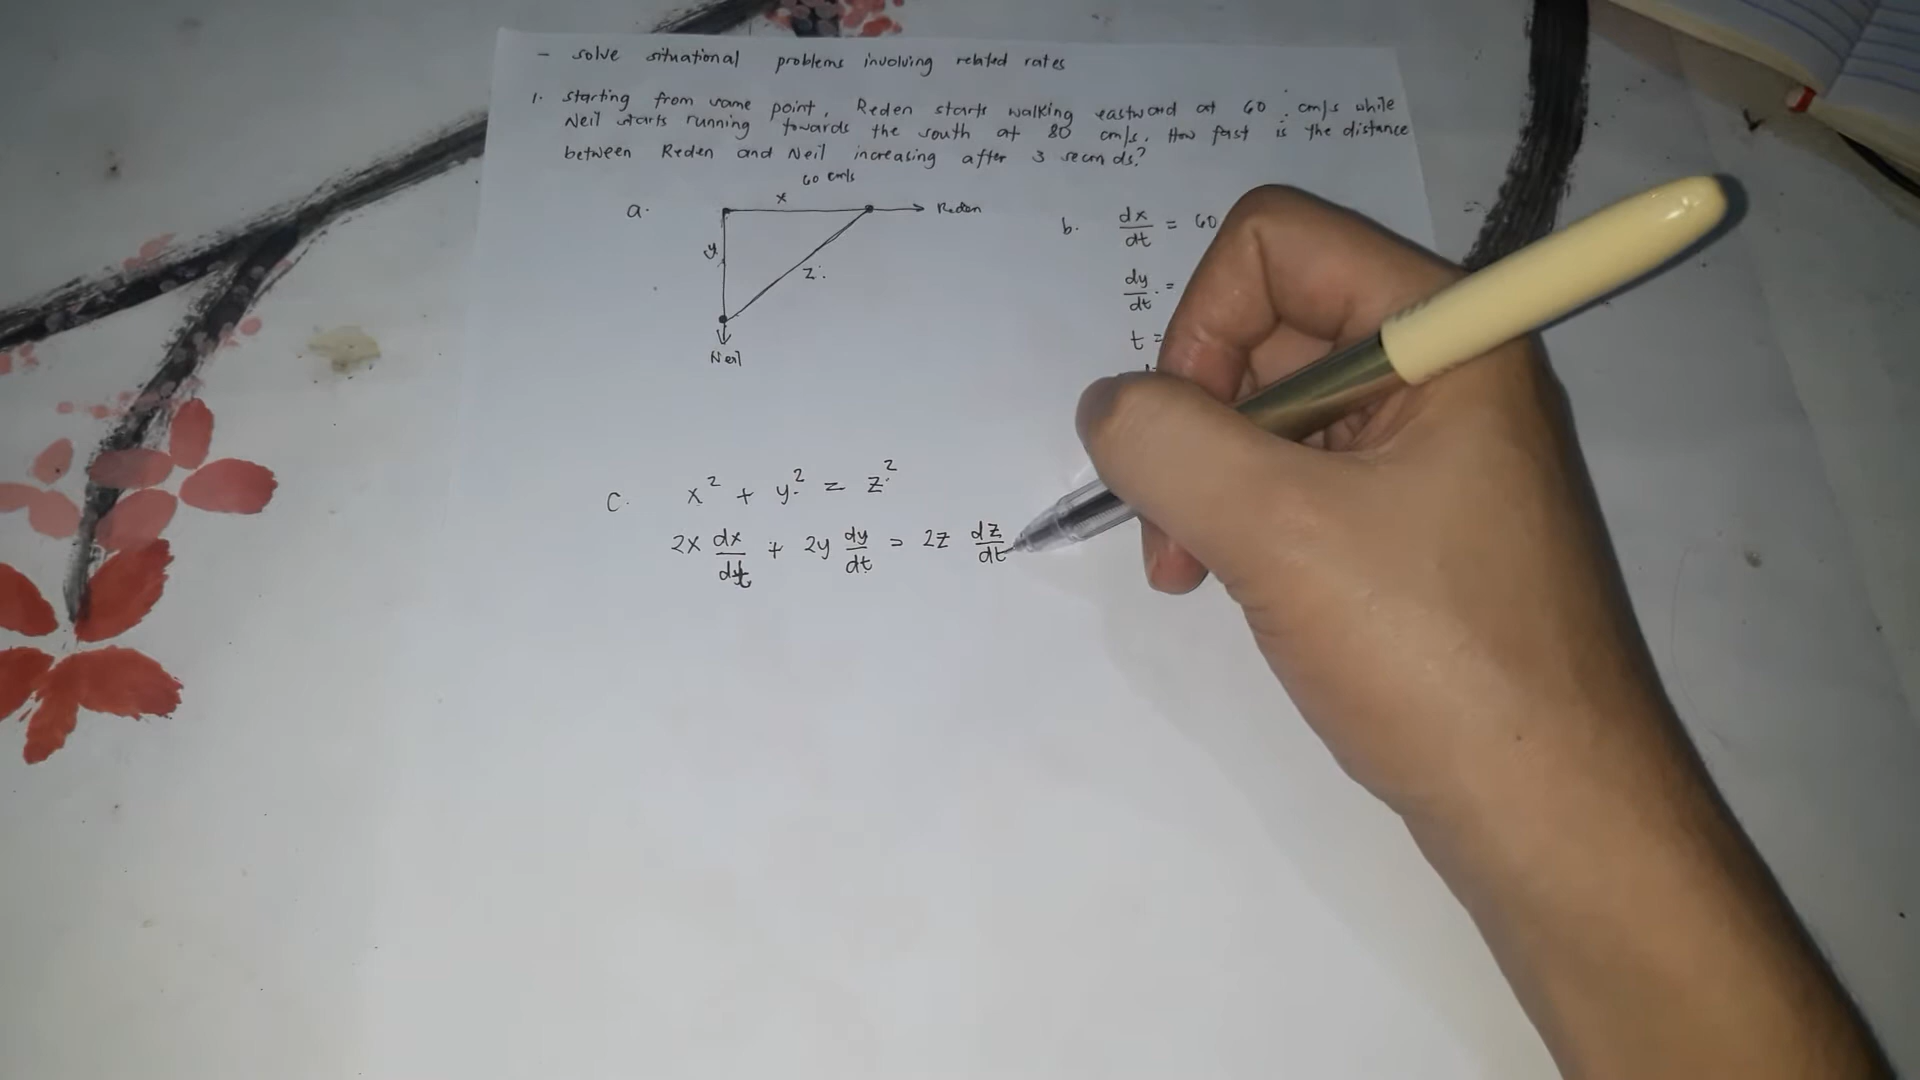 - solve situational problems involving related rates
1. Starting from same point, Reden starts walking eastward at 60 cm/s while
Neil starts running towards the south at 80 cm/s. How fast is the distance
between Reden and Neil increasing after 3 seconds?
60 cm/s
a. x Reden
y
z
Neil
b. dx/dt = 60
dy/dt =
t =
c. x² + y² = z²
2x dx/dt + 2y dy/dt = 2z dz/dt